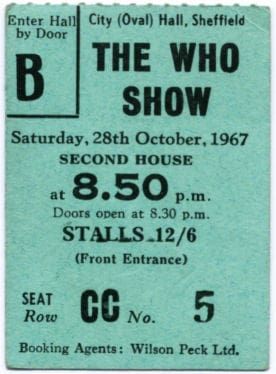 Enter Hall
by Door
B
City (Oval) Hall, Sheffield
THE WHO
SHOW
Saturday, 28th October, 1967
SECOND HOUSE
at 8.50 p.m.
Doors open at 8.30 p.m.
STALLS 12/6
(Front Entrance)
SEAT
Row CC No. 5
Booking Agents: Wilson Peck Ltd.